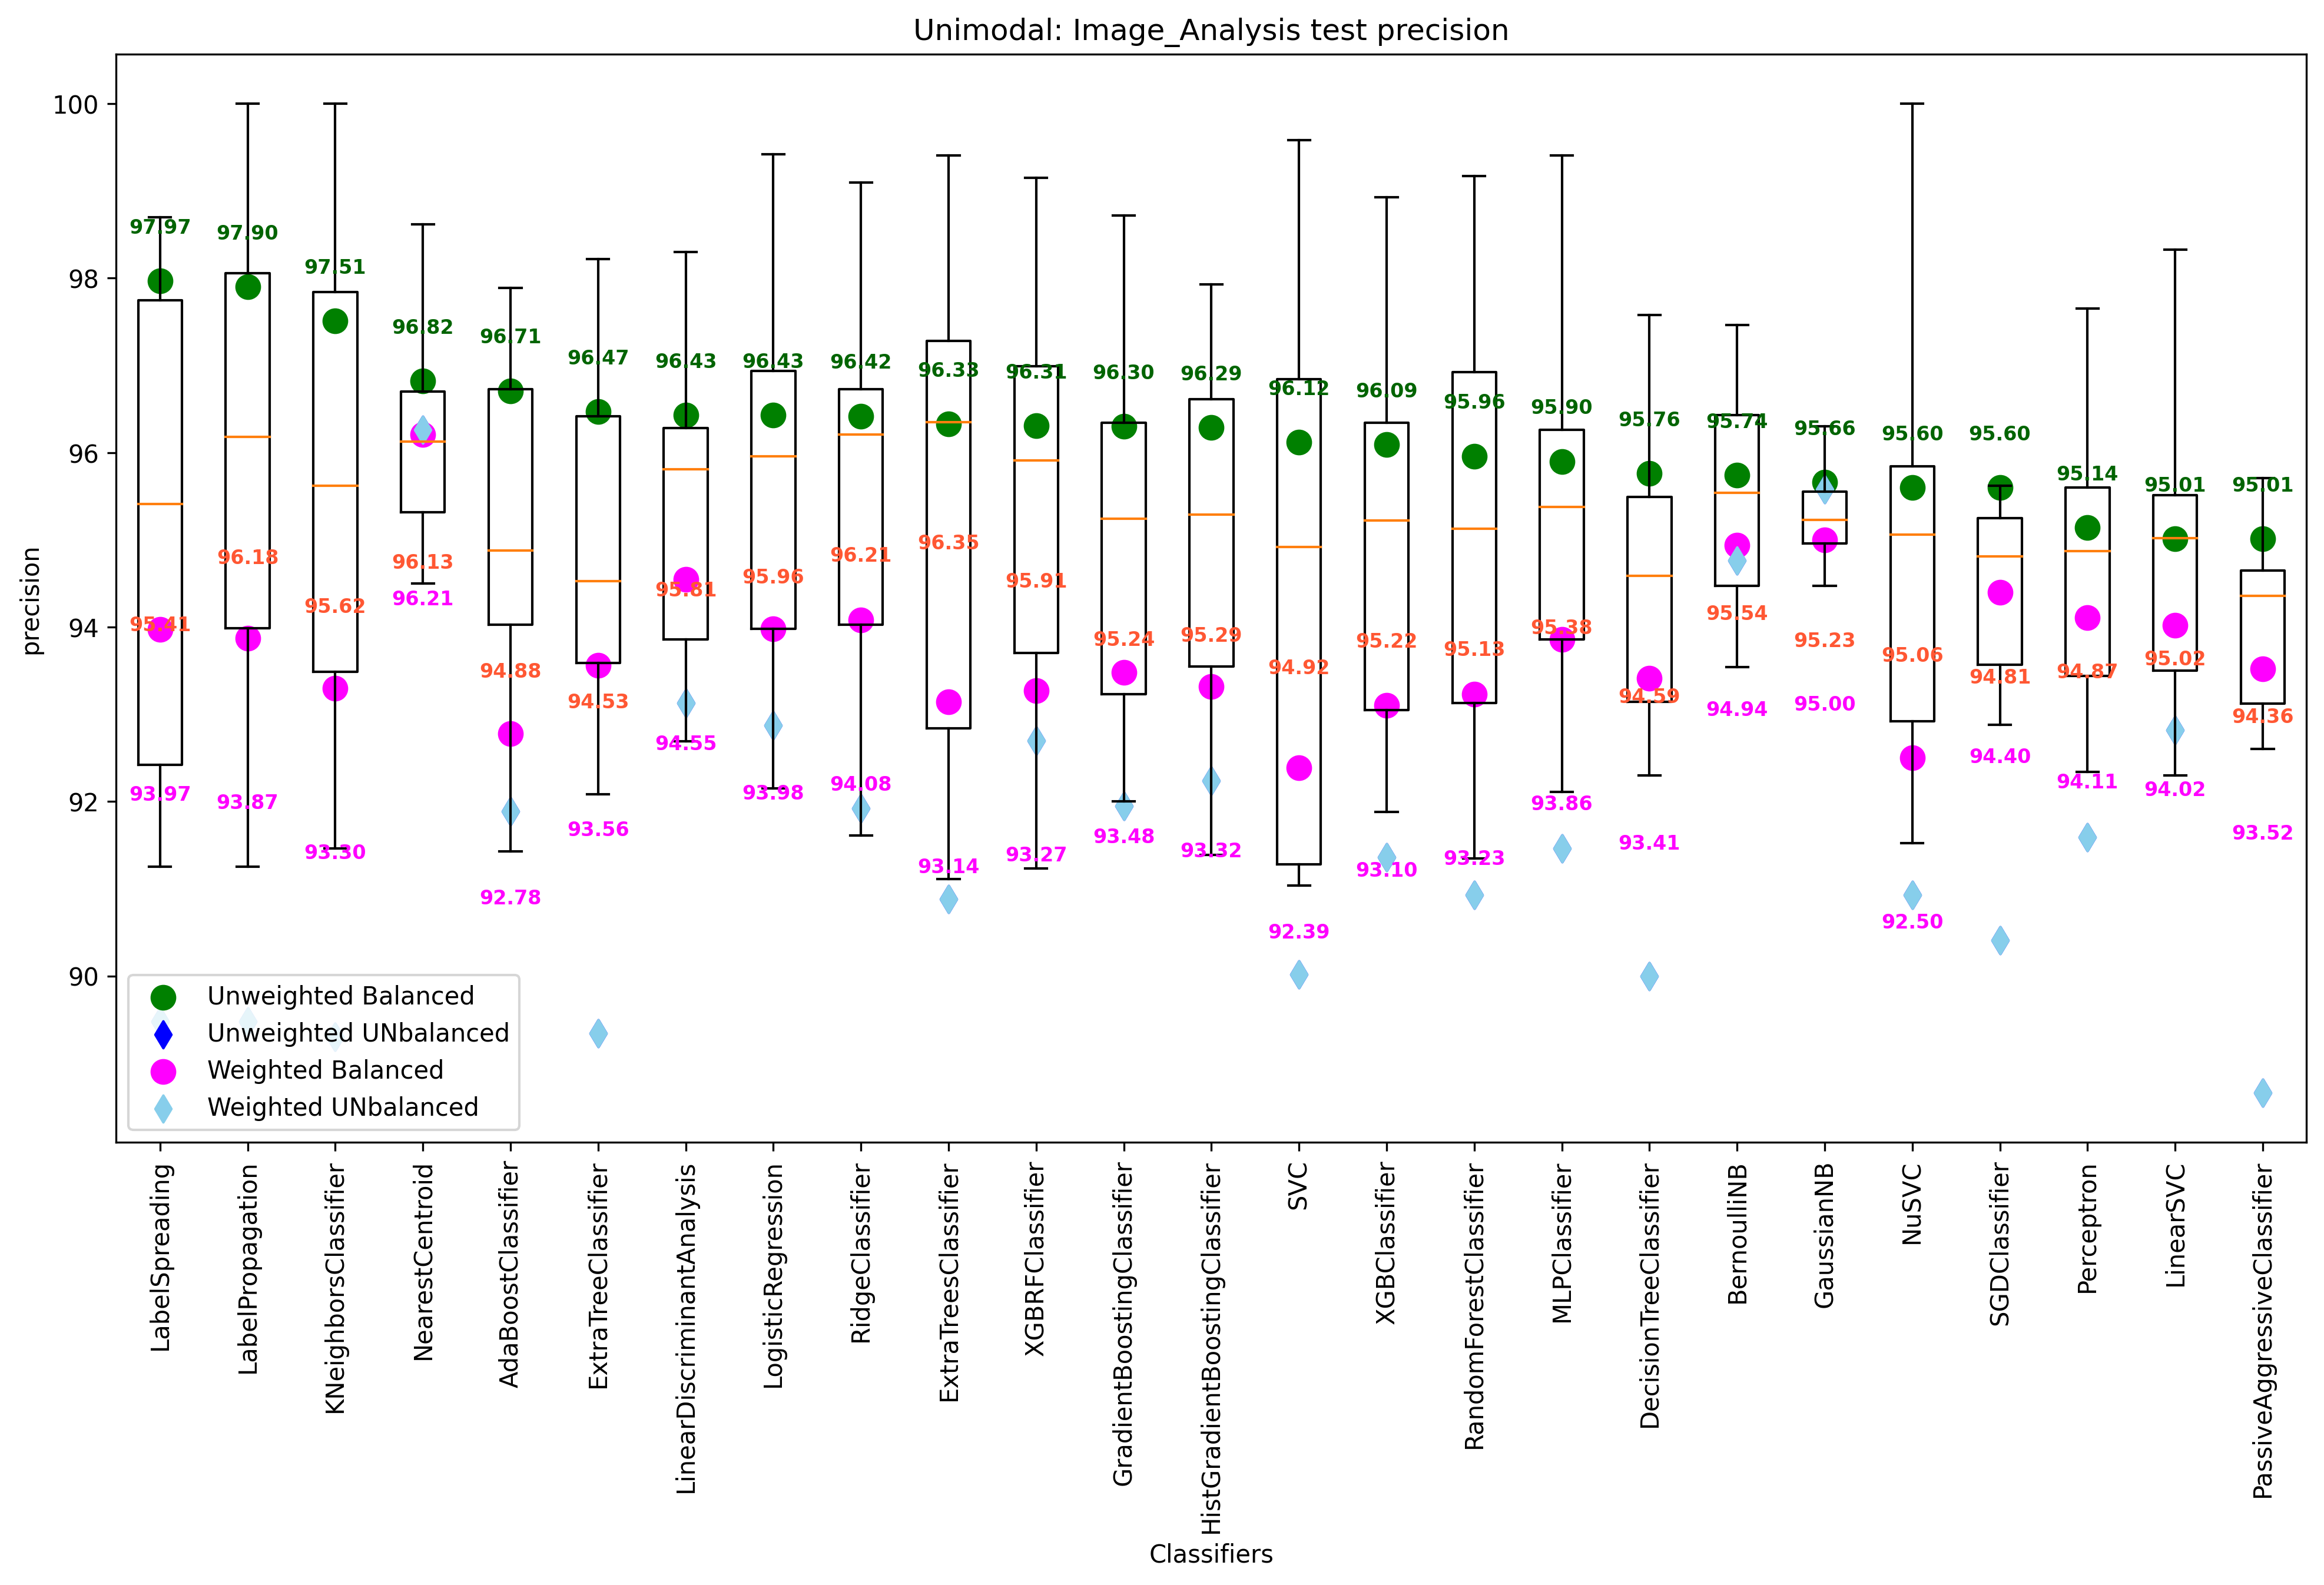 Unimodal: Image_Analysis test precision
precision
100
98
96
94
92
90
97.97
97.90
97.51
96.82
96.71
96.47
96.43
96.43
96.42
96.33
96.31
96.30
96.29
96.12
96.09
95.96
95.90
95.76
95.74
95.66
95.60
95.60
95.14
95.01
95.01
95.41
96.18
95.62
96.13
94.88
94.53
95.81
95.96
96.21
96.35
95.91
95.24
95.29
94.92
95.22
95.13
95.38
94.59
95.54
95.23
95.06
94.81
94.87
95.02
94.36
93.97
93.87
93.30
96.21
92.78
93.56
94.55
93.98
94.08
93.14
93.27
93.48
93.32
92.39
93.10
93.23
93.86
93.41
94.94
95.00
92.50
94.40
94.11
94.02
93.52
Unweighted Balanced
Unweighted UNbalanced
Weighted Balanced
Weighted UNbalanced
LabelSpreading
LabelPropagation
KNeighborsClassifier
NearestCentroid
AdaBoostClassifier
ExtraTreeClassifier
LinearDiscriminantAnalysis
LogisticRegression
RidgeClassifier
ExtraTreesClassifier
XGBRFClassifier
GradientBoostingClassifier
HistGradientBoostingClassifier
SVC
XGBClassifier
RandomForestClassifier
MLPClassifier
DecisionTreeClassifier
BernoulliNB
GaussianNB
NuSVC
SGDClassifier
Perceptron
LinearSVC
PassiveAggressiveClassifier
Classifiers